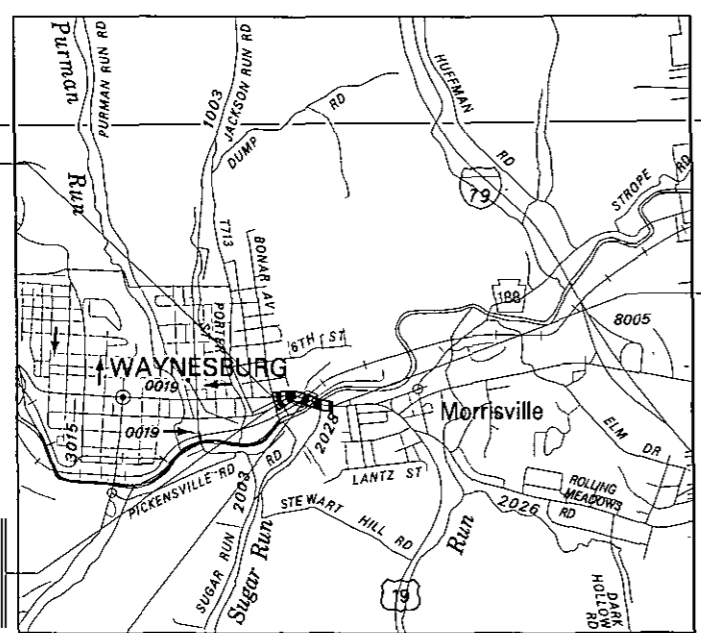 Purman
Run
PURMAN RUN RD
1003
JACKSON RUN RD
DUMP RD
HUFFMAN RD
79
STROPE RD
T713
BONAR AV
PORTER ST
6TH ST
188
8005
WAYNESBURG
0019
0019
3015
Morrisville
2028
ELM DR
LANTZ ST
PICKENSVILLE RD
2003
SUGAR RUN RD
Sugar Run
STEWART HILL RD
Run
ROLLING MEADOWS RD
2026
19
DARK HOLLOW RD